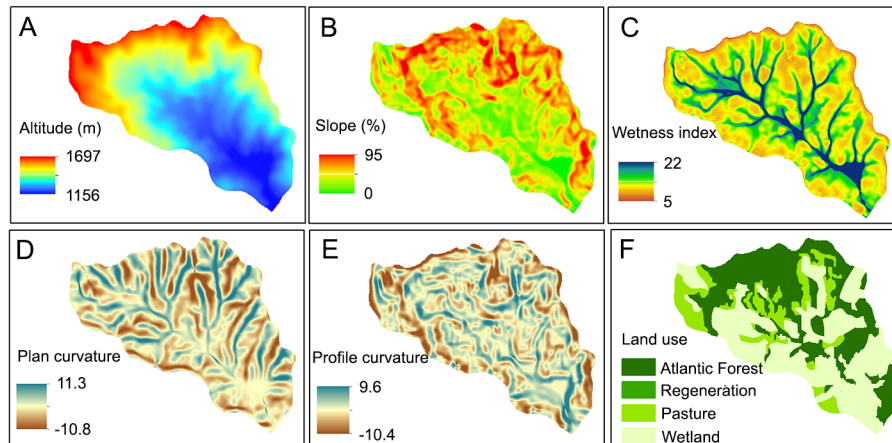 A
Altitude (m)
1697
1156
B
Slope (%)
95
0
C
Wetness index
22
5
D
Plan curvature
11.3
-10.8
E
Profile curvature
9.6
-10.4
F
Land use
Atlantic Forest
Regeneràtion
Pasture
Wetland